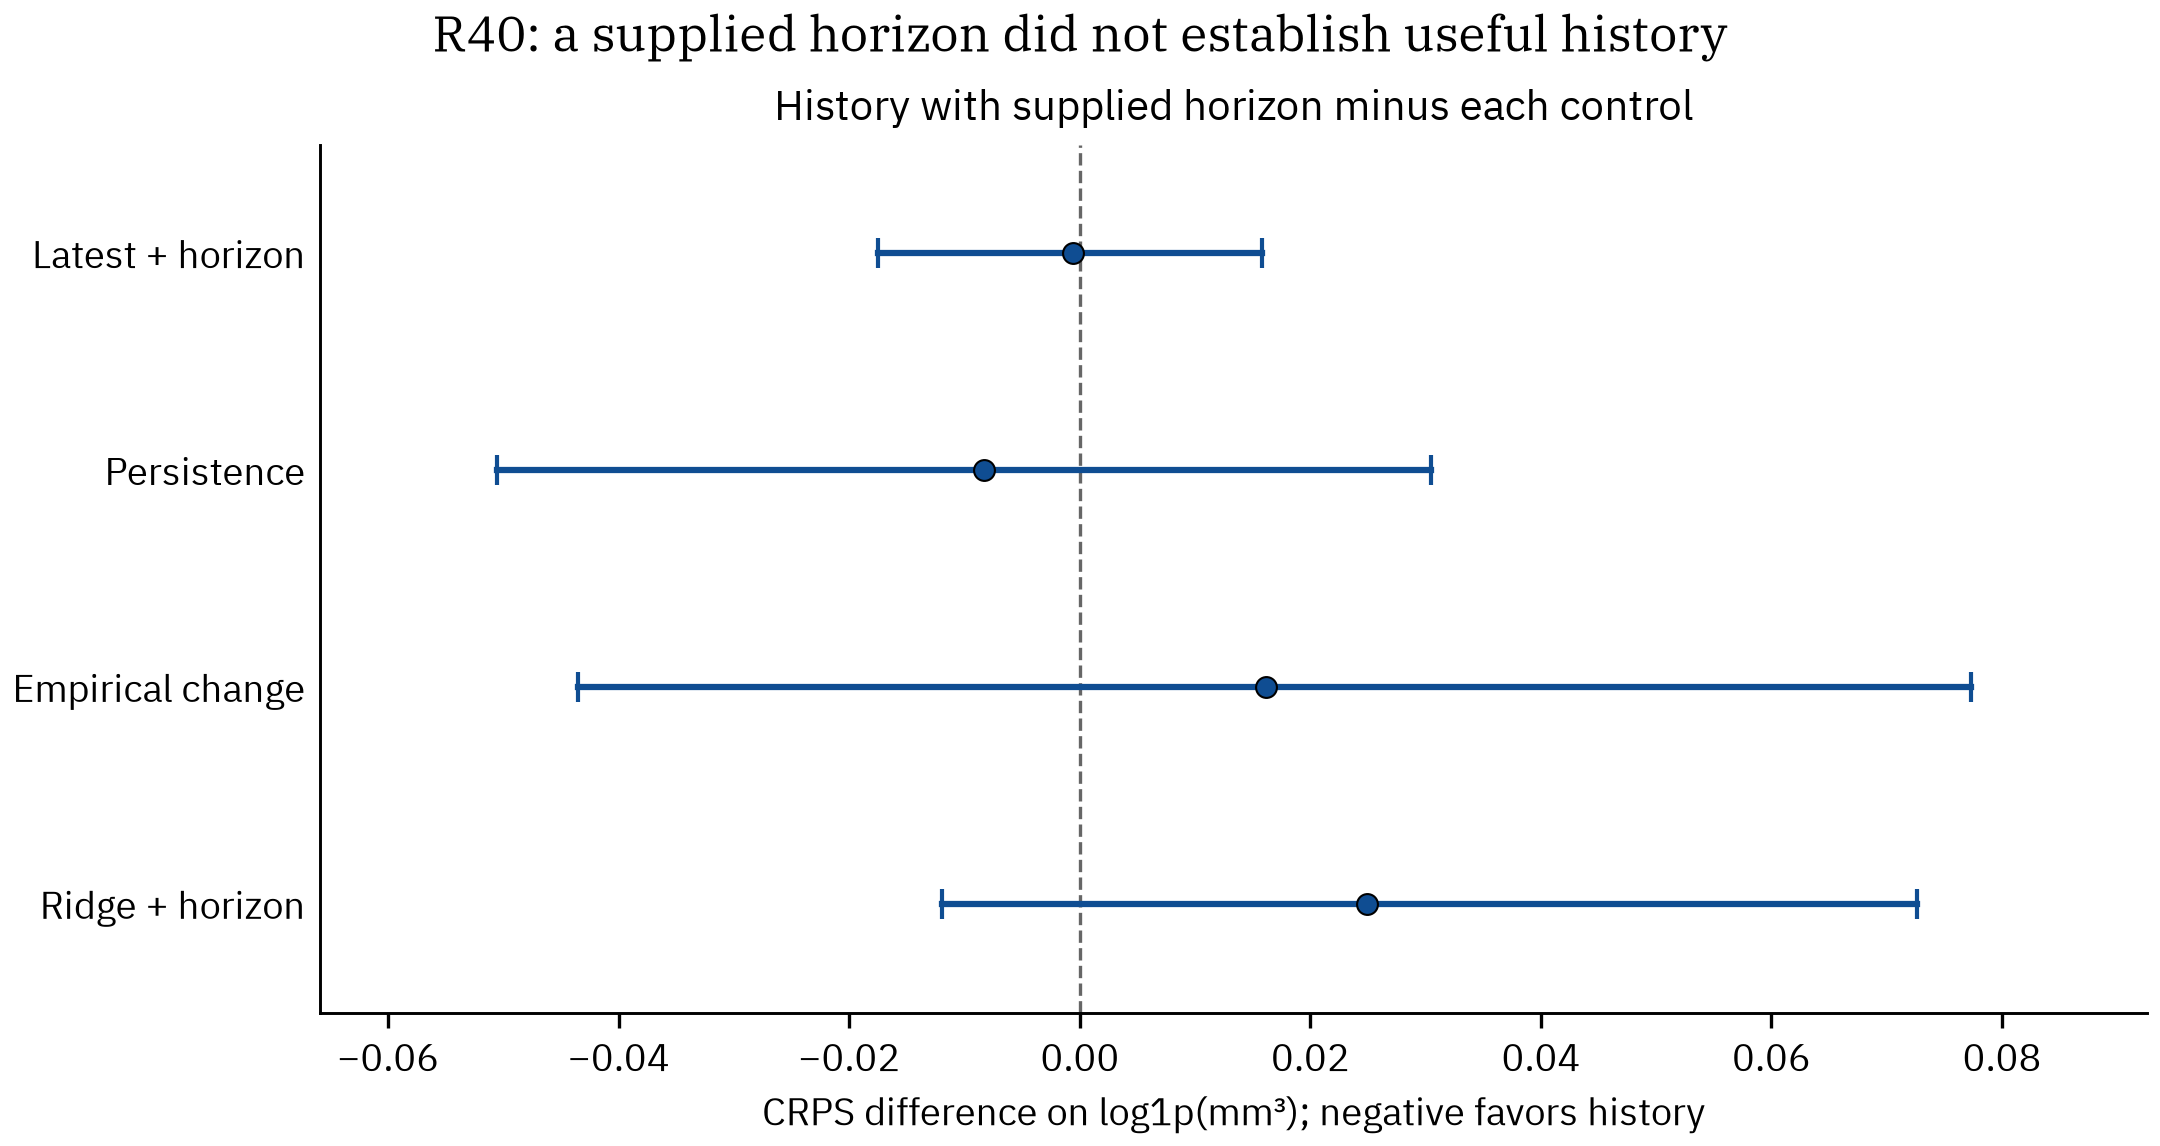 R40: a supplied horizon did not establish useful history
History with supplied horizon minus each control
Latest + horizon
Persistence
Empirical change
Ridge + horizon
−0.06 −0.04 −0.02 0.00 0.02 0.04 0.06 0.08
CRPS difference on log1p(mm³); negative favors history